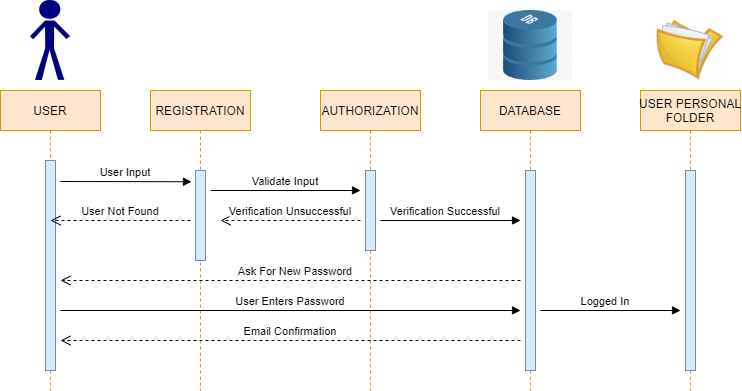 DB
USER
REGISTRATION
AUTHORIZATION
DATABASE
USER PERSONAL
FOLDER
User Input
Validate Input
User Not Found
Verification Unsuccessful
Verification Successful
Ask For New Password
User Enters Password
Logged In
Email Confirmation